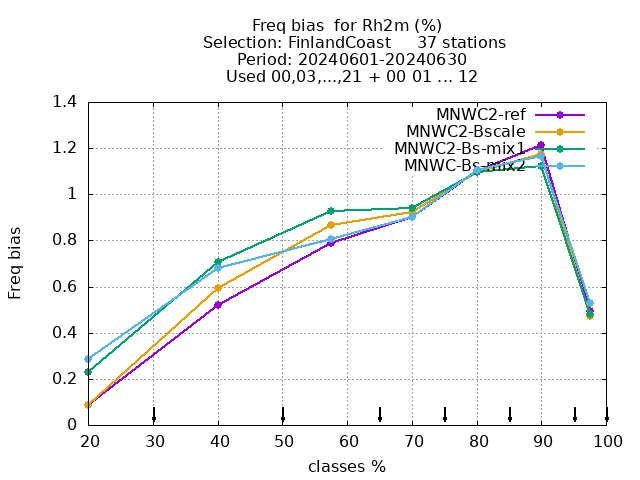 Freq bias  for Rh2m (%)
Selection: FinlandCoast     37 stations
Period: 20240601-20240630
Used 00,03,...,21 + 00 01 ... 12
MNWC2-ref
MNWC2-Bscale
MNWC2-Bs-mix1
MNWC-Bs-mix2
1.4
1.2
1
0.8
0.6
0.4
0.2
0
Freq bias
20 30 40 50 60 70 80 90 100
classes %